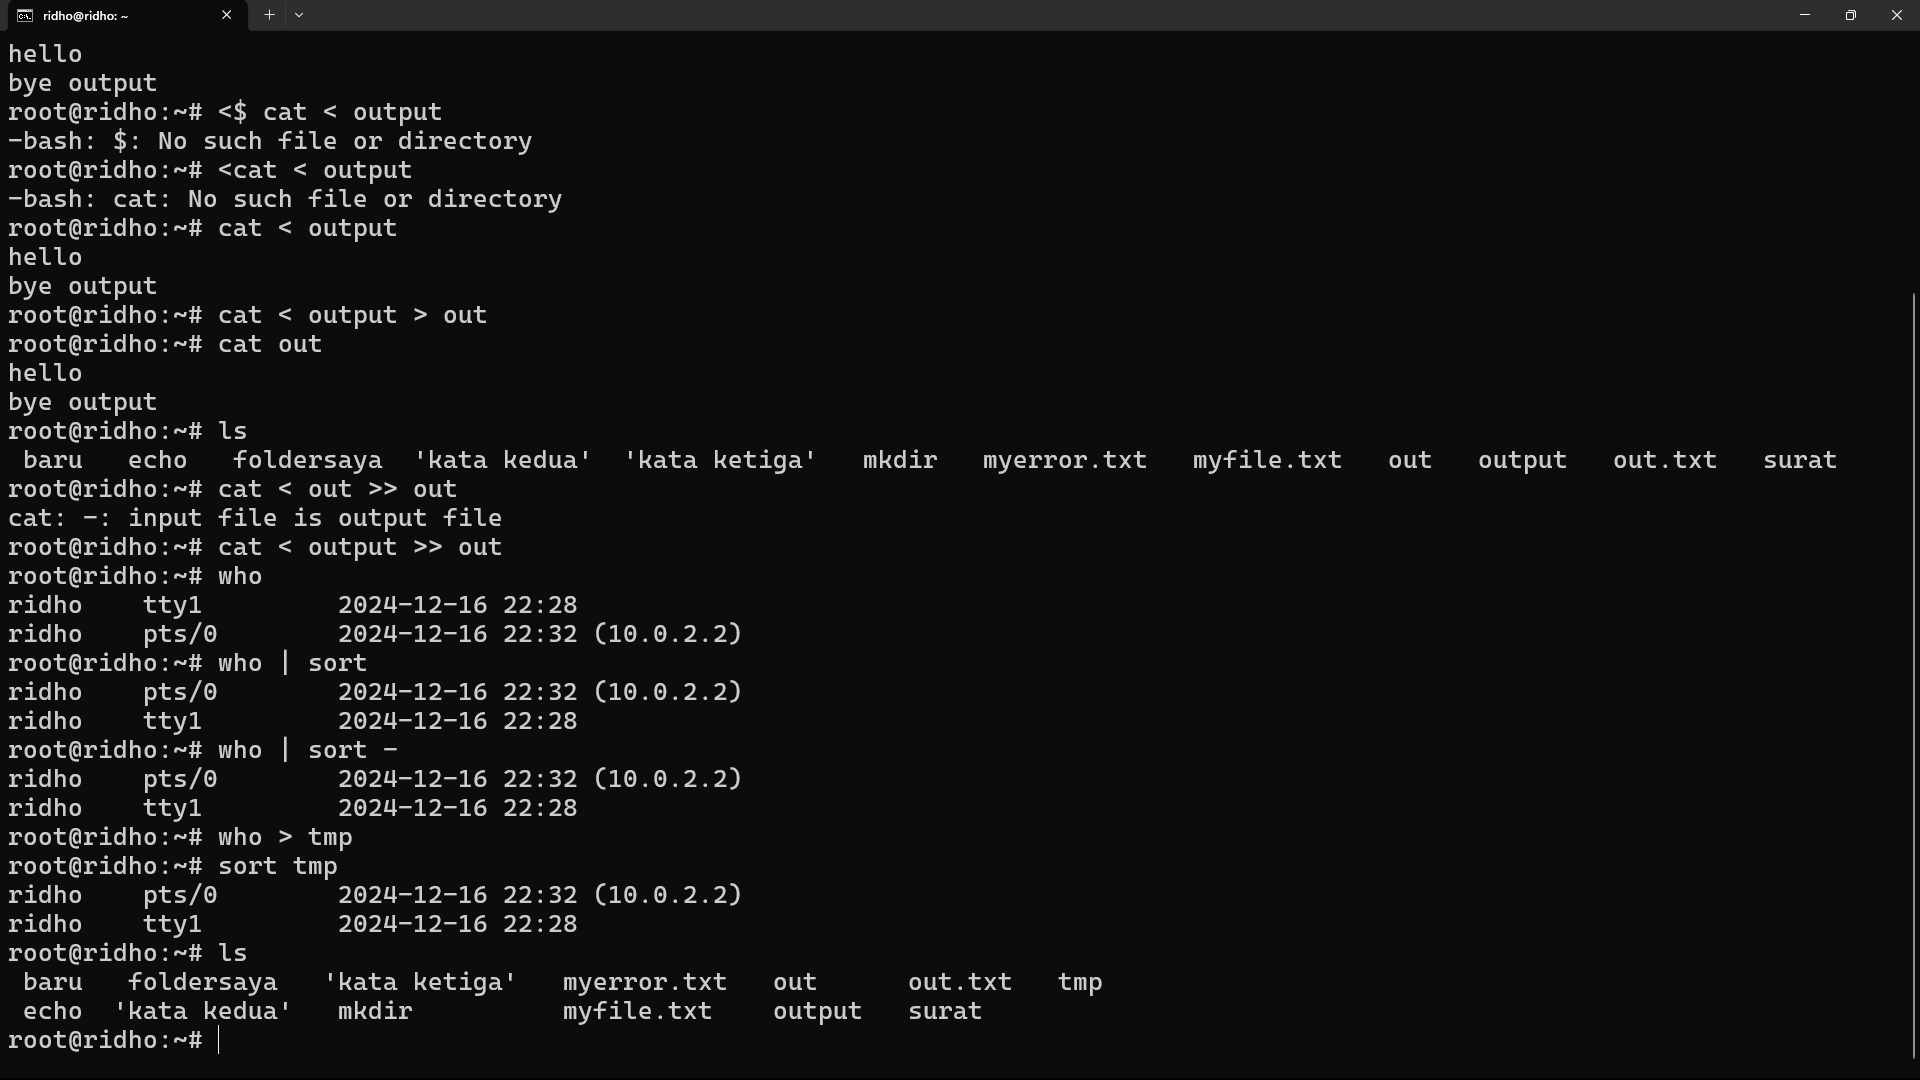 ridho@ridho: ~
hello
bye output
root@ridho:~# <$ cat < output
-bash: $: No such file or directory
root@ridho:~# <cat < output
-bash: cat: No such file or directory
root@ridho:~# cat < output
hello
bye output
root@ridho:~# cat < output > out
root@ridho:~# cat out
hello
bye output
root@ridho:~# ls
 baru   echo   foldersaya  'kata kedua'  'kata ketiga'   mkdir   myerror.txt   myfile.txt   out   output   out.txt   surat
root@ridho:~# cat < out >> out
cat: -: input file is output file
root@ridho:~# cat < output >> out
root@ridho:~# who
ridho    tty1         2024-12-16 22:28
ridho    pts/0        2024-12-16 22:32 (10.0.2.2)
root@ridho:~# who | sort
ridho    pts/0        2024-12-16 22:32 (10.0.2.2)
ridho    tty1         2024-12-16 22:28
root@ridho:~# who | sort -
ridho    pts/0        2024-12-16 22:32 (10.0.2.2)
ridho    tty1         2024-12-16 22:28
root@ridho:~# who > tmp
root@ridho:~# sort tmp
ridho    pts/0        2024-12-16 22:32 (10.0.2.2)
ridho    tty1         2024-12-16 22:28
root@ridho:~# ls
 baru   foldersaya   'kata ketiga'   myerror.txt   out      out.txt   tmp
 echo  'kata kedua'   mkdir          myfile.txt    output   surat
root@ridho:~#